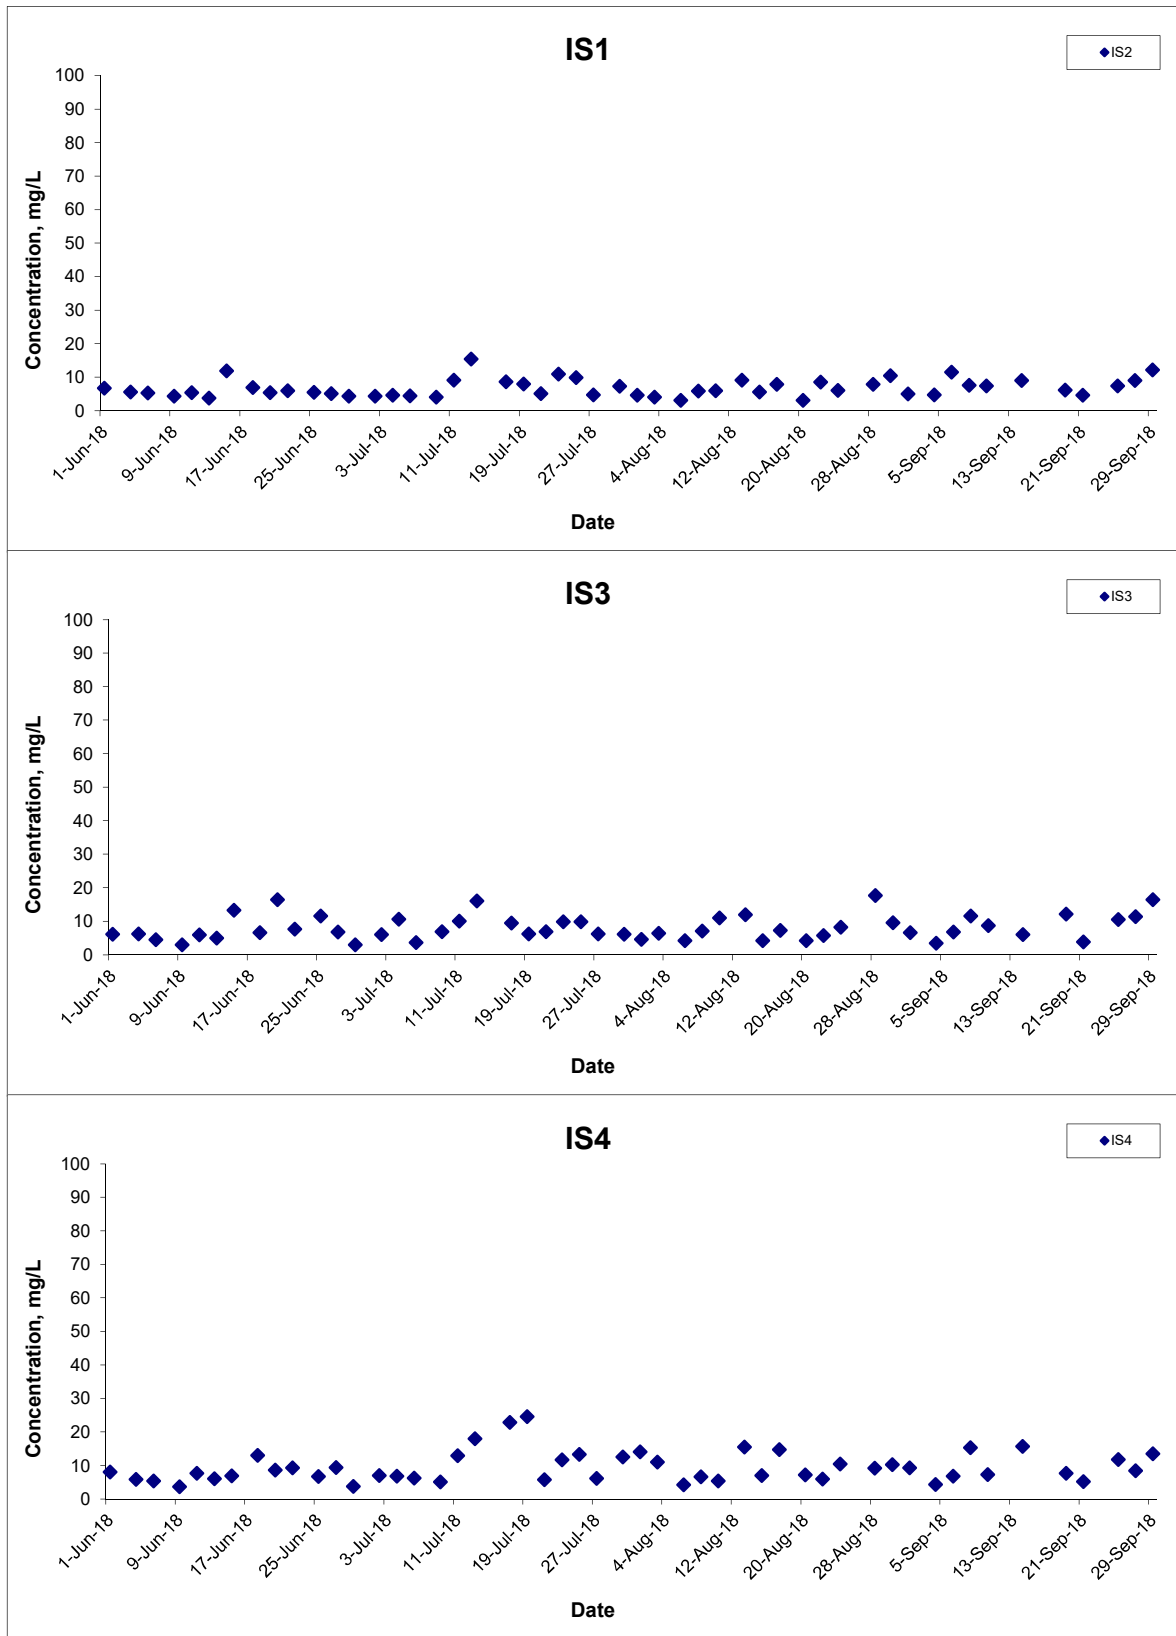 IS1
IS2
Concentration, mg/L
100
90
80
70
60
50
40
30
20
10
0
1-Jun-18
9-Jun-18
17-Jun-18
25-Jun-18
3-Jul-18
11-Jul-18
19-Jul-18
27-Jul-18
4-Aug-18
12-Aug-18
20-Aug-18
28-Aug-18
5-Sep-18
13-Sep-18
21-Sep-18
29-Sep-18
Date
IS3
IS3
Concentration, mg/L
100
90
80
70
60
50
40
30
20
10
0
1-Jun-18
9-Jun-18
17-Jun-18
25-Jun-18
3-Jul-18
11-Jul-18
19-Jul-18
27-Jul-18
4-Aug-18
12-Aug-18
20-Aug-18
28-Aug-18
5-Sep-18
13-Sep-18
21-Sep-18
29-Sep-18
Date
IS4
IS4
Concentration, mg/L
100
90
80
70
60
50
40
30
20
10
0
1-Jun-18
9-Jun-18
17-Jun-18
25-Jun-18
3-Jul-18
11-Jul-18
19-Jul-18
27-Jul-18
4-Aug-18
12-Aug-18
20-Aug-18
28-Aug-18
5-Sep-18
13-Sep-18
21-Sep-18
29-Sep-18
Date